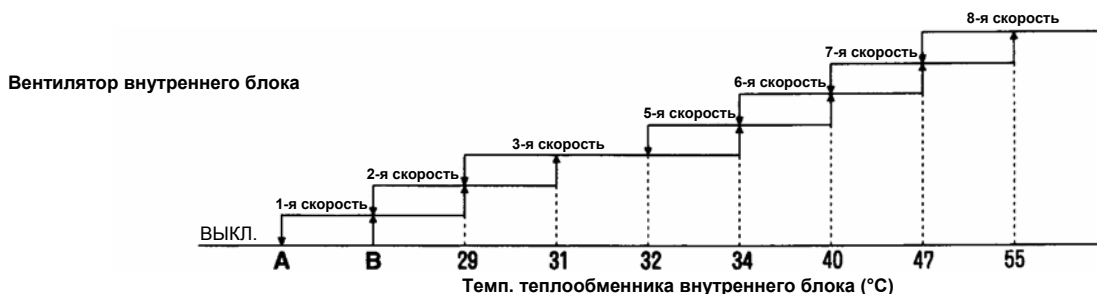 8-я скорость
7-я скорость
Вентилятор внутреннего блока
6-я скорость
5-я скорость
3-я скорость
2-я скорость
1-я скорость
ВЫКЛ.
A B 29 31 32 34 40 47 55
Темп. теплообменника внутреннего блока (°C)